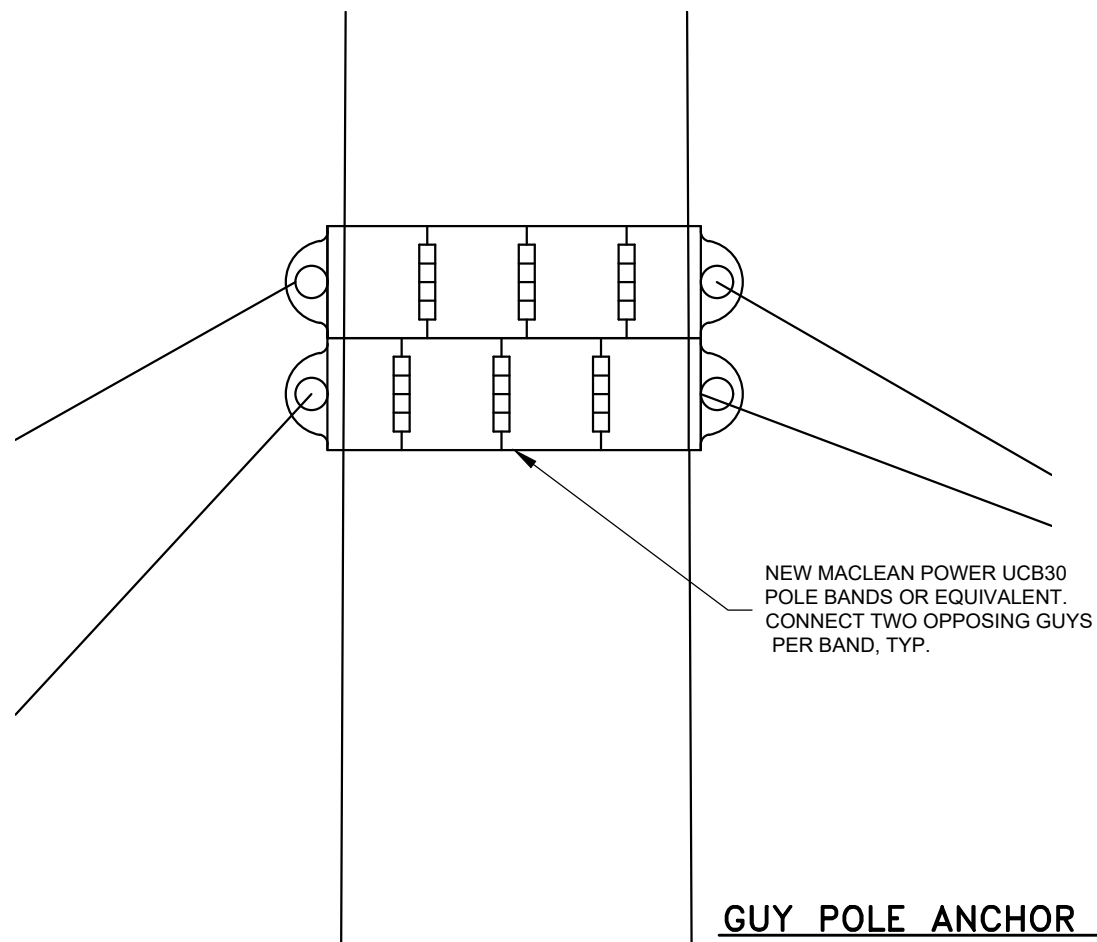 NEW MACLEAN POWER UCB30
POLE BANDS OR EQUIVALENT.
CONNECT TWO OPPOSING GUYS
PER BAND, TYP.
GUY POLE ANCHOR